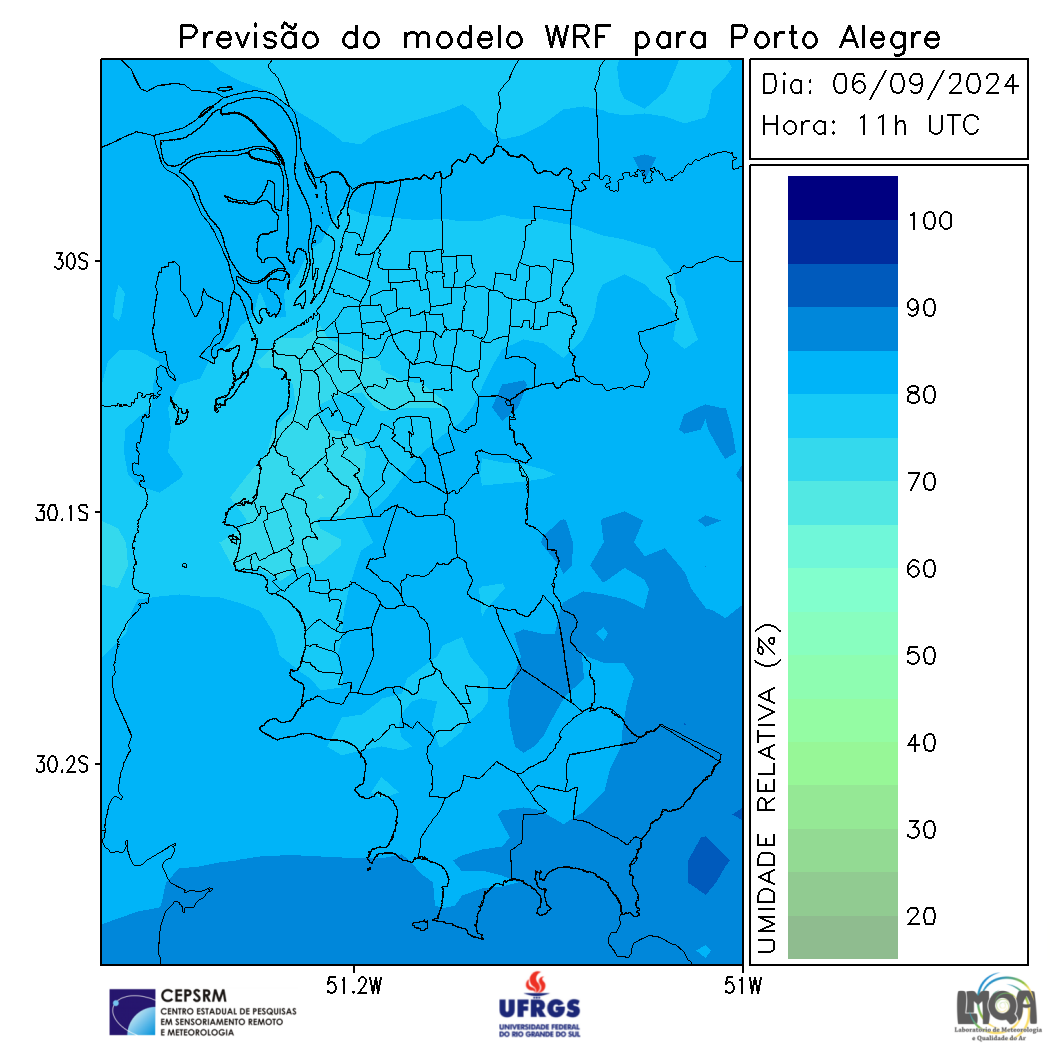 Previsão do modelo WRF para Porto Alegre
Dia: 06/09/2024
Hora: 11h UTC
30S
30.1S
30.2S
51.2W
51W
100
90
80
70
60
50
40
30
20
UMIDADE RELATIVA (%)
CEPSRM
CENTRO ESTADUAL DE PESQUISAS
EM SENSORIAMENTO REMOTO
E METEOROLOGIA
UFRGS
UNIVERSIDADE FEDERAL
DO RIO GRANDE DO SUL
LMQA
Laboratório de Meteorologia
e Qualidade do Ar